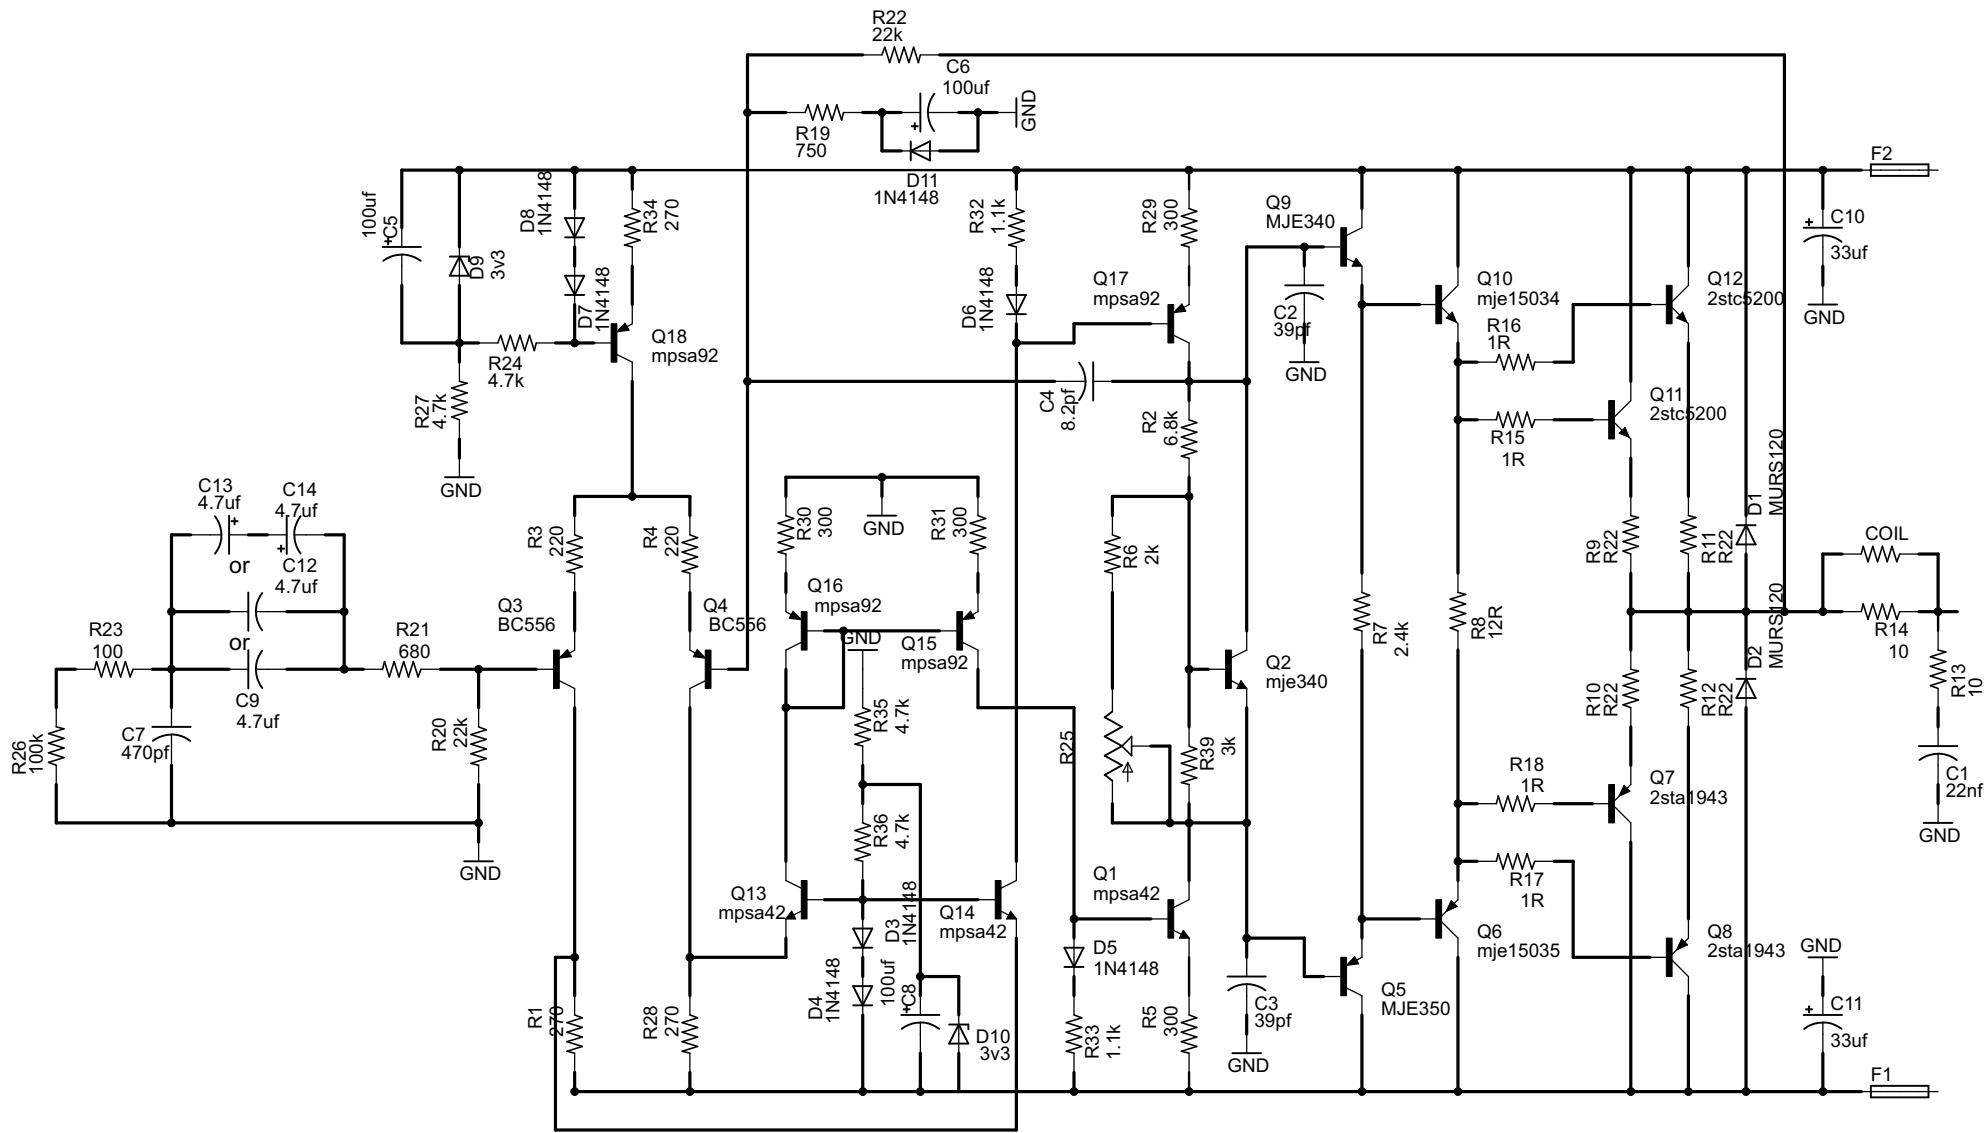 R22
22k
C6
100uf
GND
R19
750
D11
1N4148
F2
100uf
C5
D9
3v3
D8
1N4148
D7
1N4148
R34
270
Q18
mpsa92
R24
4.7k
R27
4.7k
GND
R32
1.1k
D6
1N4148
R29
300
Q17
mpsa92
C4
8.2pf
R2
6.8k
Q9
MJE340
C2
39pf
GND
Q10
mje15034
R16
1R
R15
1R
Q12
2stc5200
Q11
2stc5200
C10
33uf
GND
C13
4.7uf
C14
4.7uf
or
C12
4.7uf
or
C9
4.7uf
R23
100
R26
100k
C7
470pf
R21
680
R20
22k
GND
Q3
BC556
R3
220
R4
220
Q4
BC556
R30
300
GND
R31
300
Q16
mpsa92
GND
Q15
mpsa92
R35
4.7k
R36
4.7k
R6
2k
R25
R39
3k
Q2
mje340
R7
2.4k
R8
12R
R9
R22
R11
R22
D1
MURS120
R10
R22
R12
R22
D2
MURS120
COIL
R14
10
R13
10
C1
22nf
GND
R18
1R
Q7
2sta1943
R17
1R
Q6
mje15035
Q8
2sta1943
GND
C11
33uf
F1
Q13
mpsa42
D3
1N4148
Q14
mpsa42
D4
1N4148
100uf
C8
D10
3v3
Q1
mpsa42
D5
1N4148
R33
1.1k
R5
300
C3
39pf
GND
Q5
MJE350
R1
270
R28
270